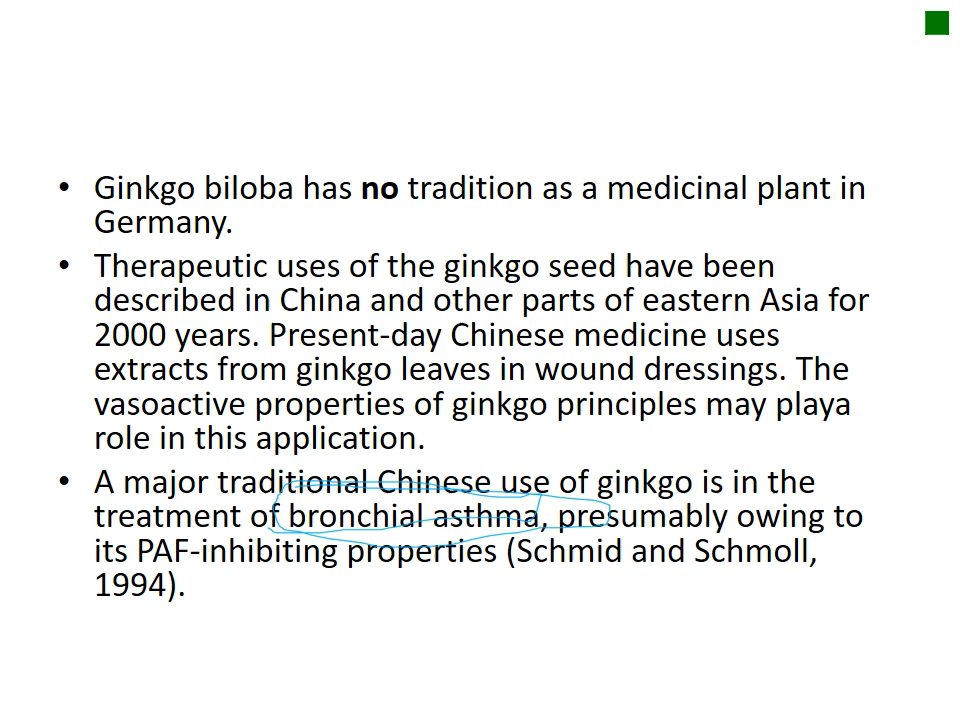 • Ginkgo biloba has no tradition as a medicinal plant in
Germany.
• Therapeutic uses of the ginkgo seed have been
described in China and other parts of eastern Asia for
2000 years. Present-day Chinese medicine uses
extracts from ginkgo leaves in wound dressings. The
vasoactive properties of ginkgo principles may playa
role in this application.
• A major traditional Chinese use of ginkgo is in the
treatment of bronchial asthma, presumably owing to
its PAF-inhibiting properties (Schmid and Schmoll,
1994).